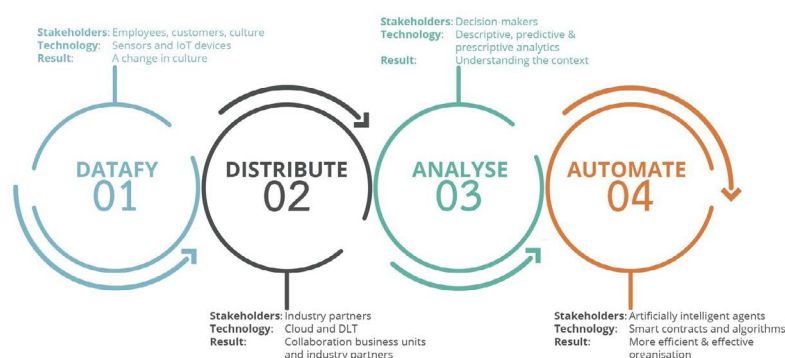 Stakeholders: Employees, customers, culture
Technology: Sensors and IoT devices
Result: A change in culture
DATAFY
01
DISTRIBUTE
02
Stakeholders: Industry partners
Technology: Cloud and DLT
Result: Collaboration business units
and industry partners
Stakeholders: Decision-makers
Technology: Descriptive, predictive &
prescriptive analytics
Result: Understanding the context
ANALYSE
03
AUTOMATE
04
Stakeholders: Artificially intelligent agents
Technology: Smart contracts and algorithms
Result: More efficient & effective
organisation